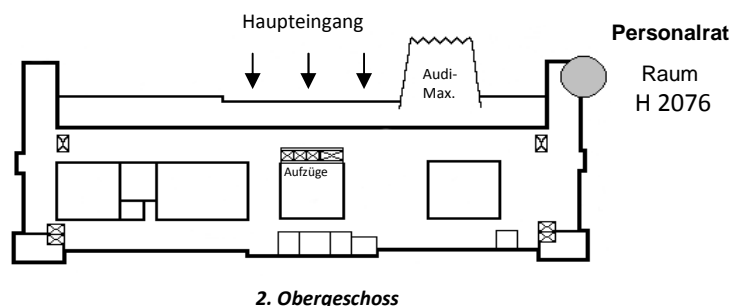 Haupteingang
Personalrat
Audi-
Max.
Raum
H 2076
Aufzüge
2. Obergeschoss